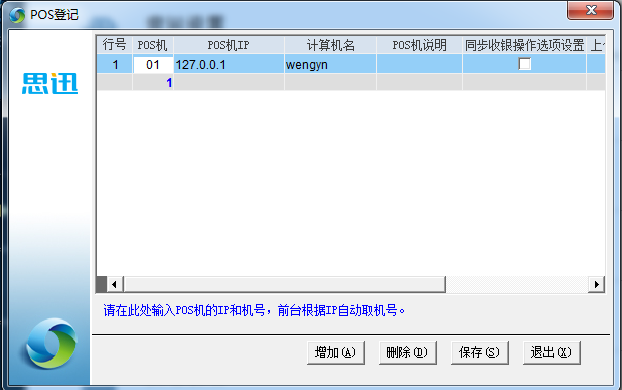 POS登记
思迅
行号 POS机 POS机IP 计算机名 POS机说明 同步收银操作选项设置
1 01 127.0.0.1 wengyn
1
请在此处输入POS机的IP和机号，前台根据IP自动取机号。
增加(A) 删除(D) 保存(S) 退出(X)